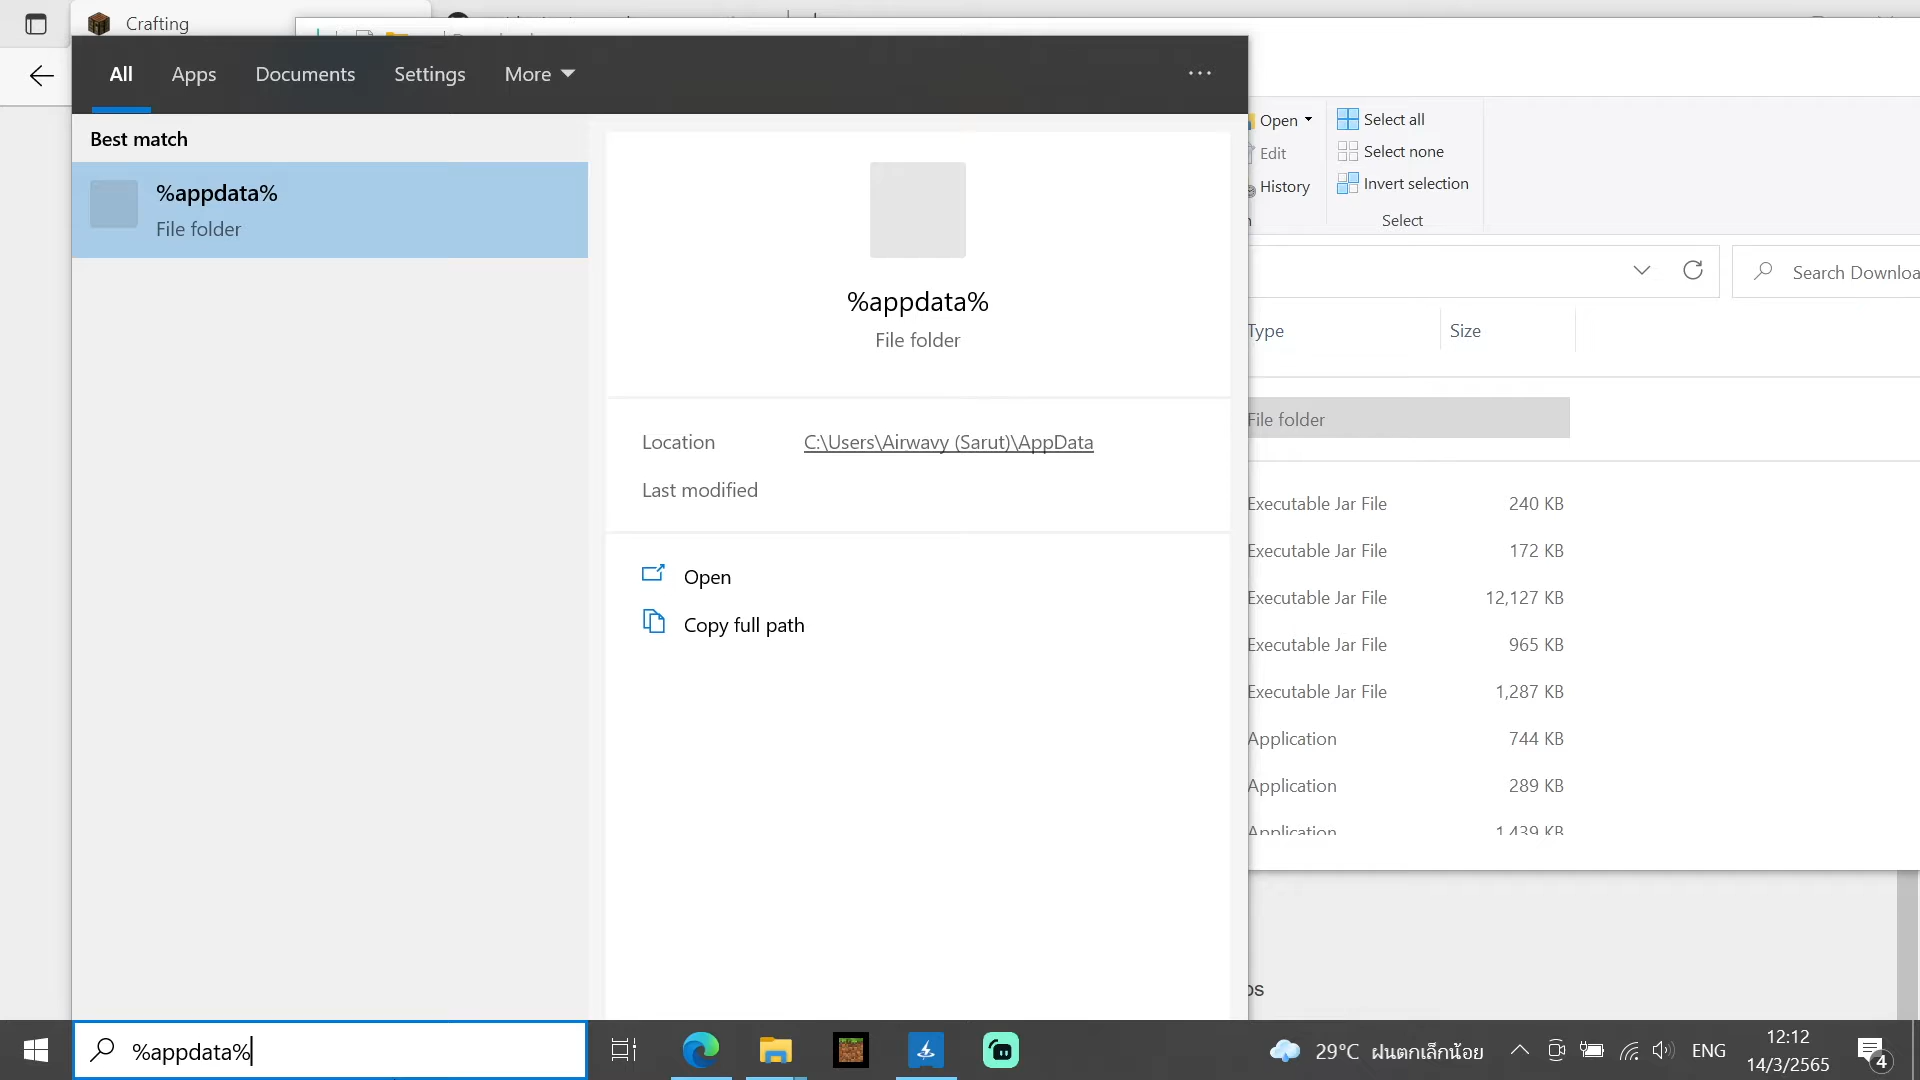 Crafting
All Apps Documents Settings More
Best match
%appdata%
File folder
%appdata%
File folder
Location C:\Users\Airwavy (Sarut)\AppData
Last modified
Open
Copy full path
Open
Edit
History
Select all
Select none
Invert selection
Select
Search Downloa
Type Size
File folder
Executable Jar File 240 KB
Executable Jar File 172 KB
Executable Jar File 12,127 KB
Executable Jar File 965 KB
Executable Jar File 1,287 KB
Application 744 KB
Application 289 KB
Application 1,439 KB
%appdata%
29°C ฝนตกเล็กน้อย
ENG
12:12
14/3/2565
4